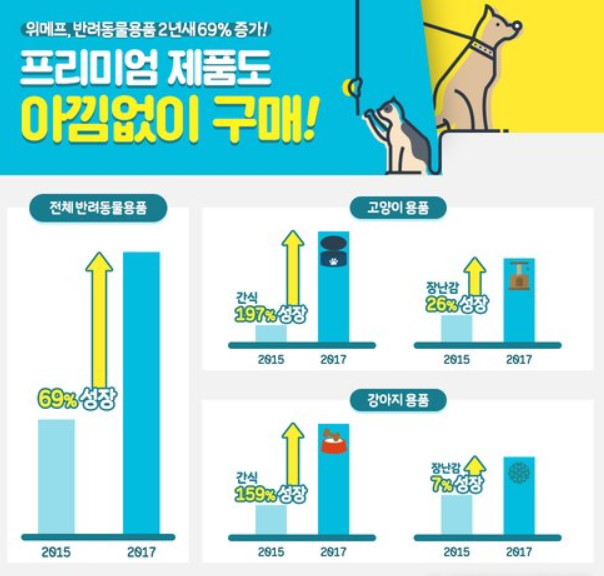 위메프, 반려동물용품 2년새 69% 증가!
프리미엄 제품도
아낌없이 구매!
전체 반려동물용품
69% 성장
2015 2017
고양이 용품
간식
197% 성장
2015 2017
장난감
26% 성장
2015 2017
강아지 용품
간식
159% 성장
2015 2017
장난감
7% 성장
2015 2017